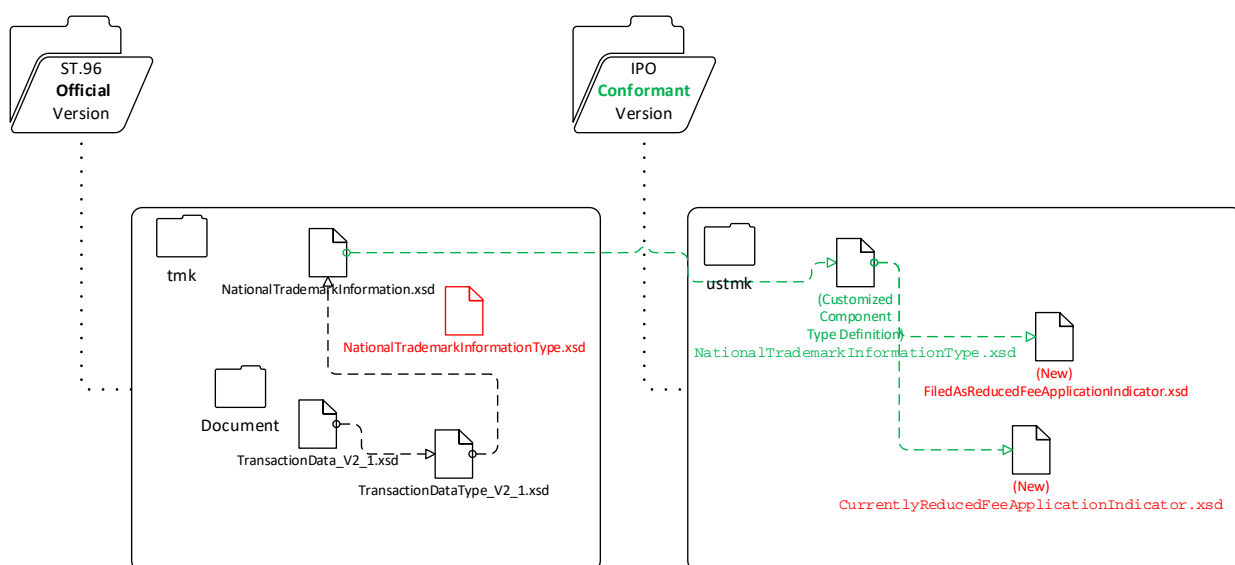 ST.96
Official
Version
IPO
Conformant
Version
tmk
NationalTrademarkInformation.xsd
NationalTrademarkInformationType.xsd
Document
TransactionData_V2_1.xsd
TransactionDataType_V2_1.xsd
ustmk
(Customized
Component
Type Definition)
NationalTrademarkInformationType.xsd
(New)
FiledAsReducedFeeApplicationIndicator.xsd
(New)
CurrentlyReducedFeeApplicationIndicator.xsd